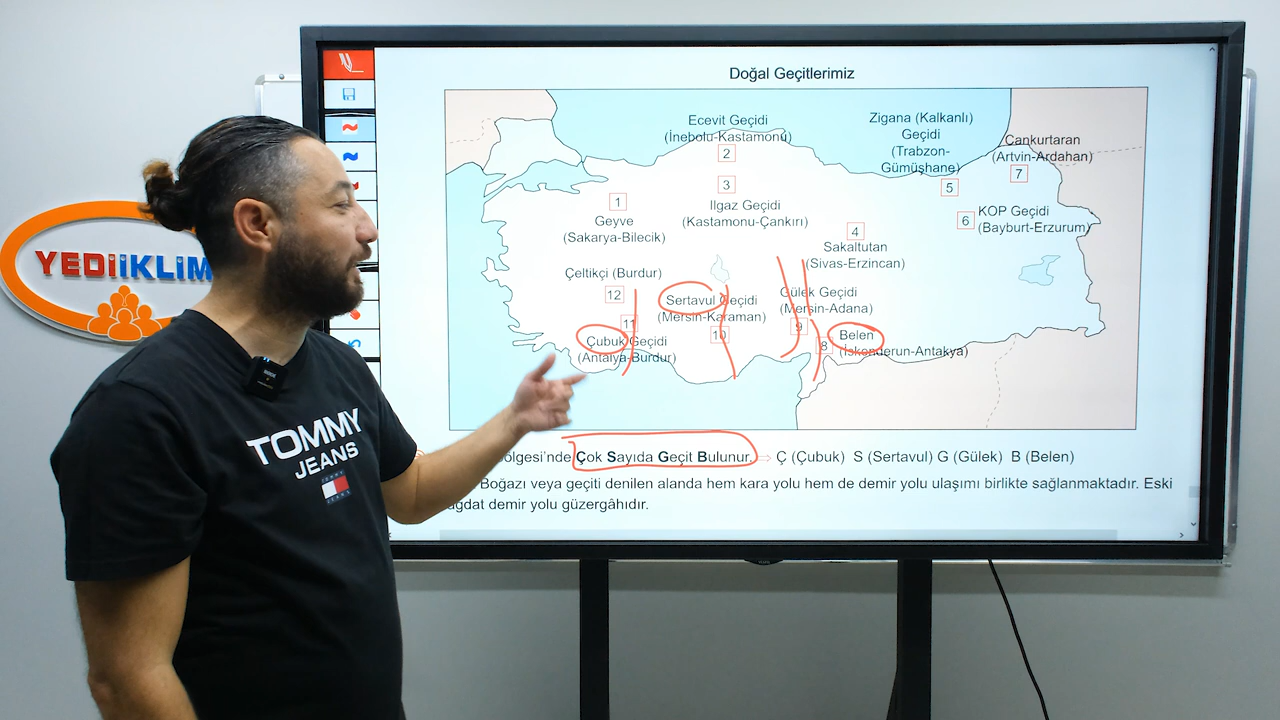 Doğal Geçitlerimiz
Ecevit Geçidi
(İnebolu-Kastamonu)
2
Zigana (Kalkanlı)
Geçidi
(Trabzon-
Gümüşhane)
5
Cankurtaran
(Artvin-Ardahan)
7
3
Ilgaz Geçidi
(Kastamonu-Çankırı)
1
Geyve
(Sakarya-Bilecik)
6
KOP Geçidi
(Bayburt-Erzurum)
4
Sakaltutan
(Sivas-Erzincan)
Çeltikçi (Burdur)
12
Sertavul Geçidi
(Mersin-Karaman)
10
Gülek Geçidi
(Mersin-Adana)
9
11
Çubuk Geçidi
(Antalya-Burdur)
8
Belen
(İskenderun-Antakya)
ölgesi'nde Çok Sayıda Geçit Bulunur. ⇨ Ç (Çubuk) S (Sertavul) G (Gülek) B (Belen)
Boğazı veya geçiti denilen alanda hem kara yolu hem de demir yolu ulaşımı birlikte sağlanmaktadır. Eski
ağdat demir yolu güzergâhıdır.
YEDİİKLİM
TOMMY
JEANS